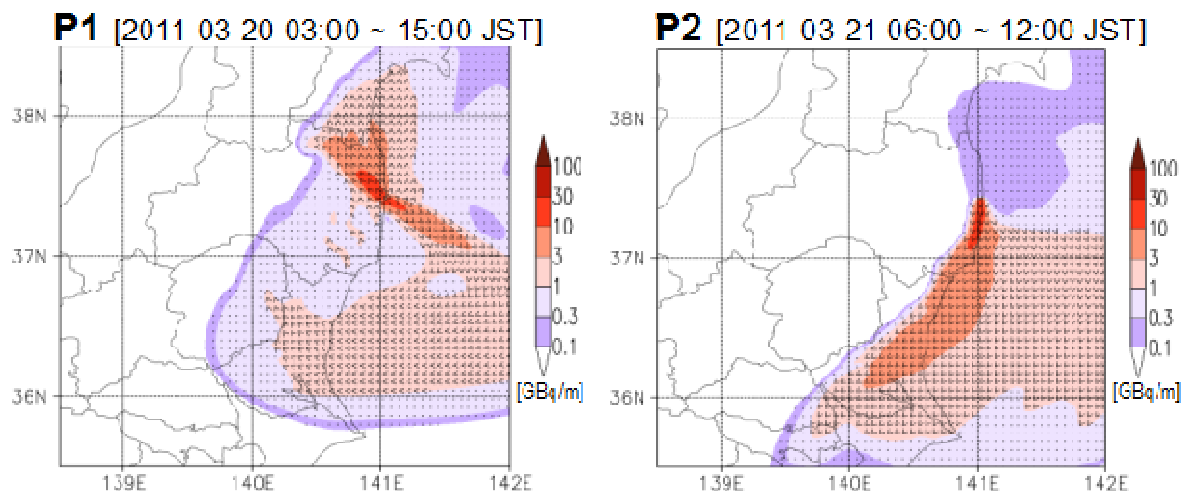 P1 [2011 03 20 03:00 ~ 15:00 JST]
38N
37N
36N
139E 140E 141E 142E
100
30
10
3
1
0.3
0.1
[GBq/m]
P2 [2011 03 21 06:00 ~ 12:00 JST]
38N
37N
36N
139E 140E 141E 142E
100
30
10
3
1
0.3
0.1
[GBq/m]